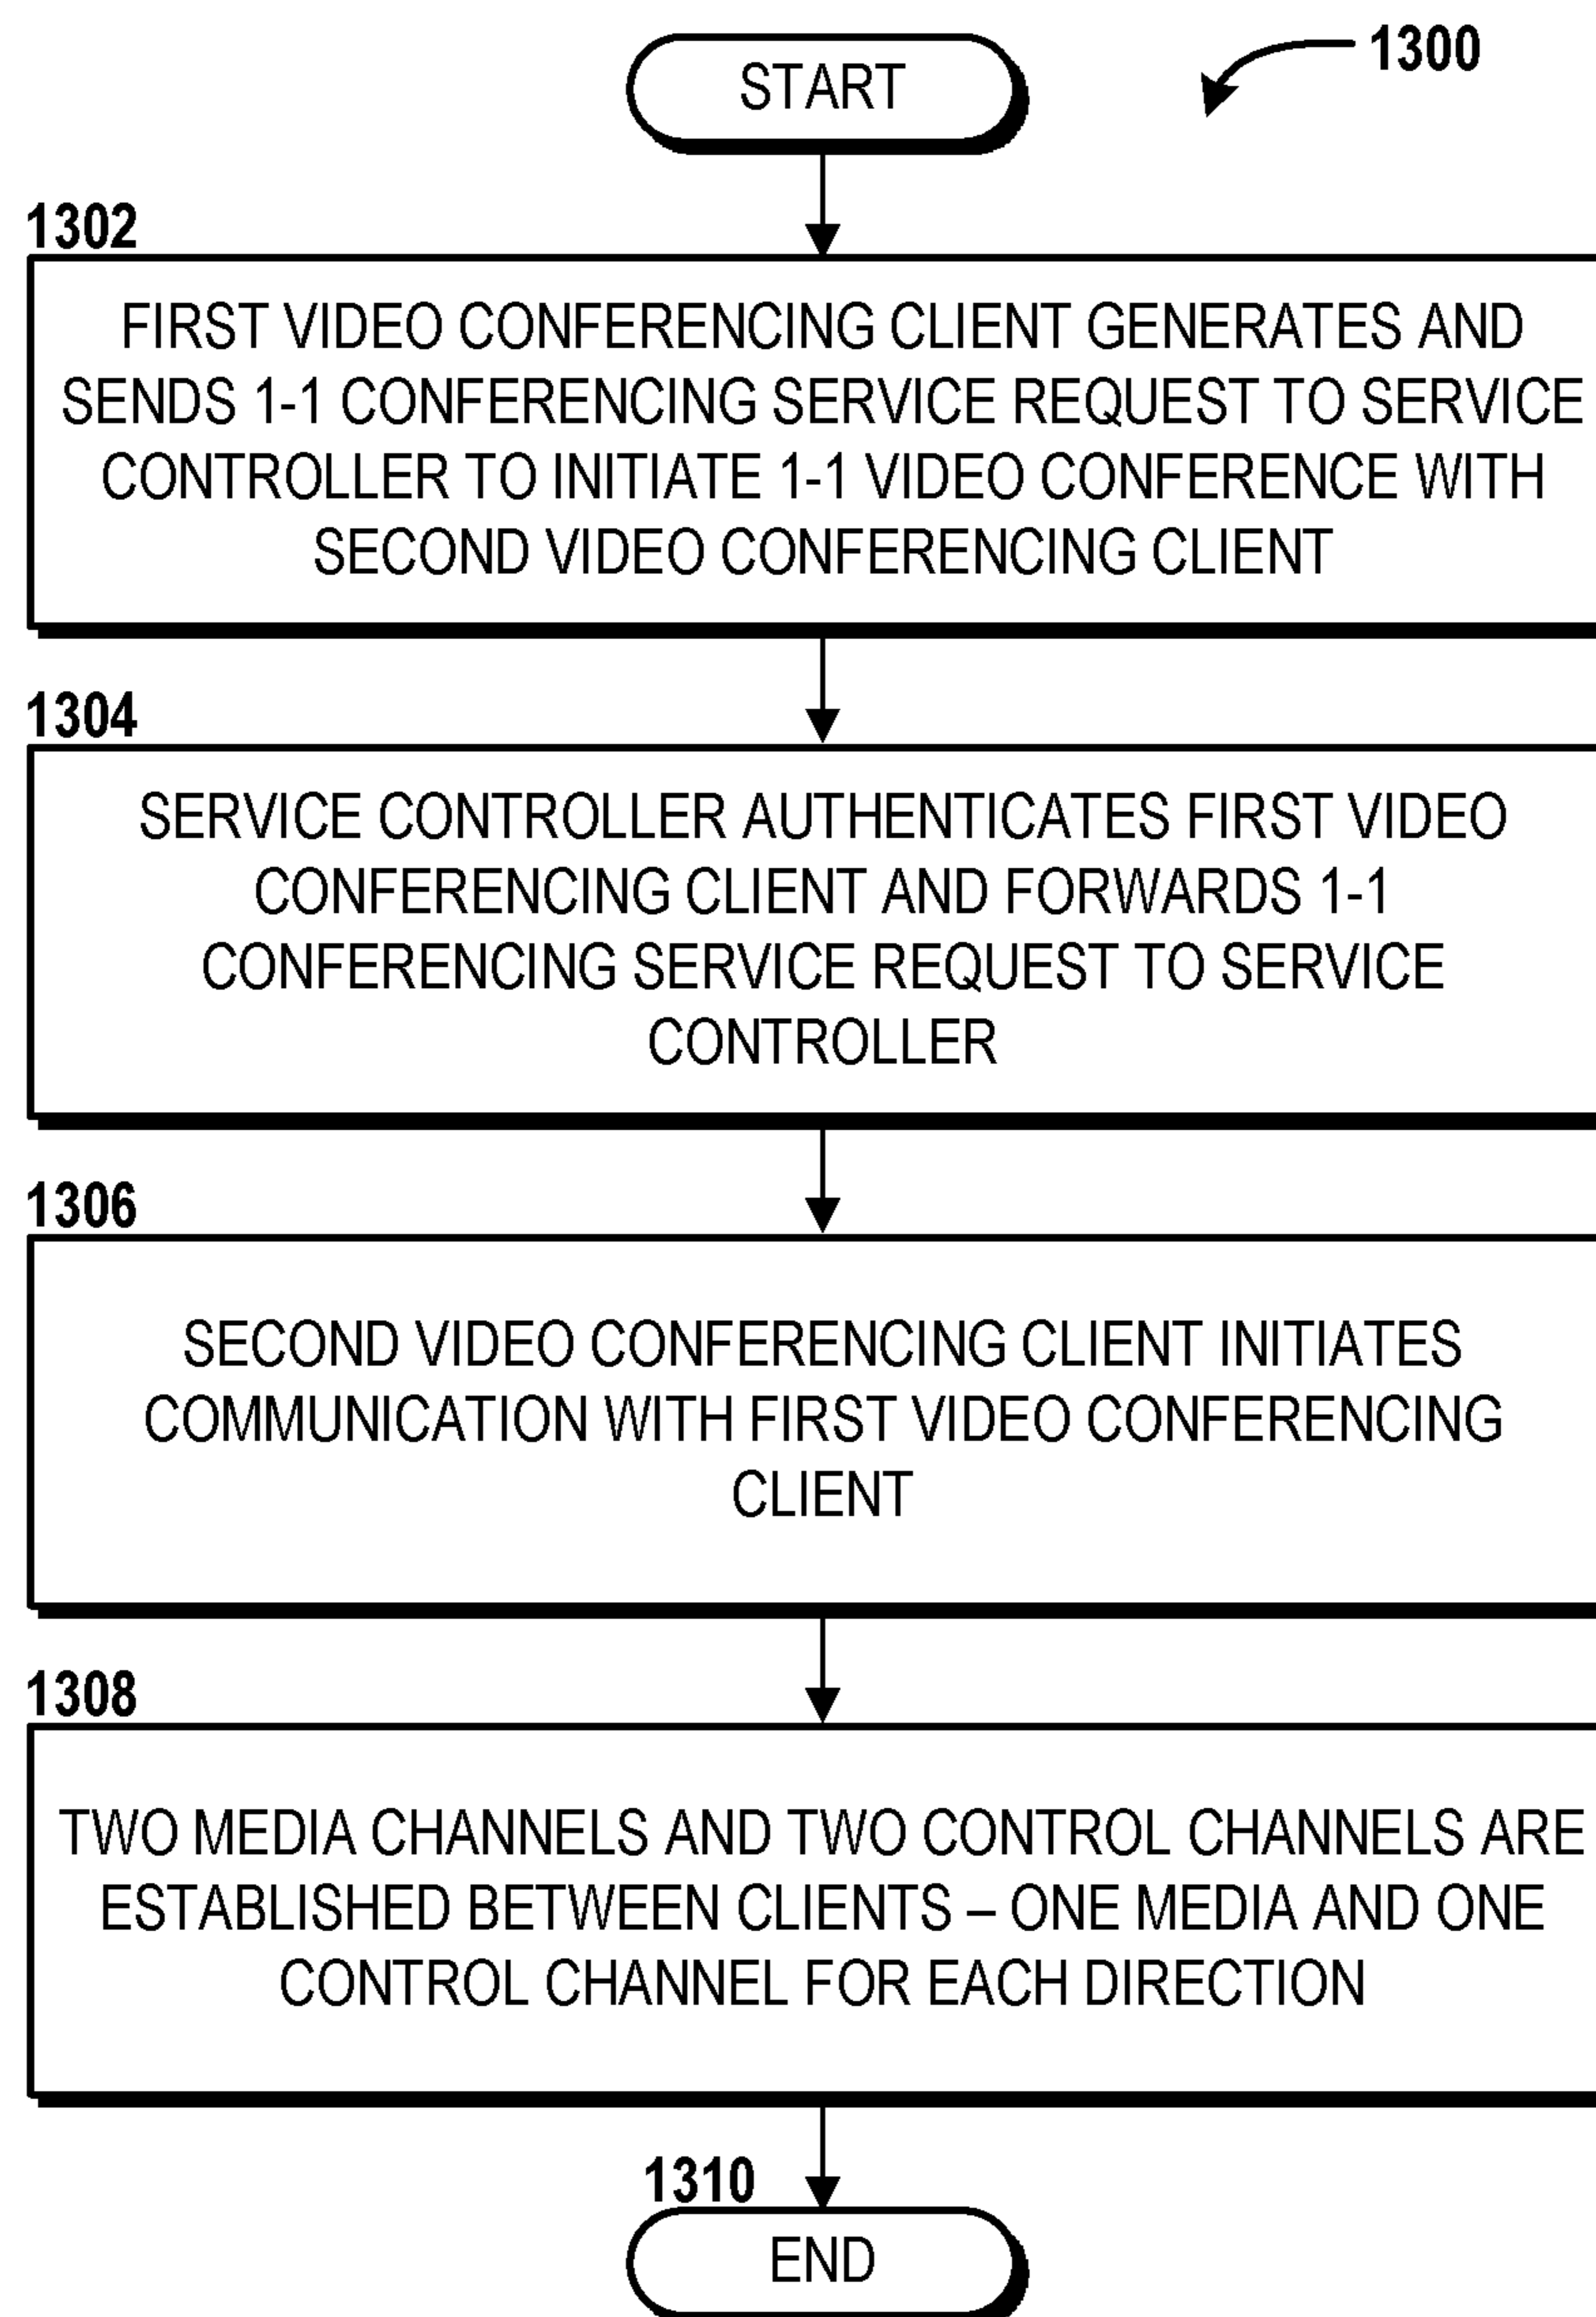 START
1300
1302
FIRST VIDEO CONFERENCING CLIENT GENERATES AND
SENDS 1-1 CONFERENCING SERVICE REQUEST TO SERVICE
CONTROLLER TO INITIATE 1-1 VIDEO CONFERENCE WITH
SECOND VIDEO CONFERENCING CLIENT
1304
SERVICE CONTROLLER AUTHENTICATES FIRST VIDEO
CONFERENCING CLIENT AND FORWARDS 1-1
CONFERENCING SERVICE REQUEST TO SERVICE
CONTROLLER
1306
SECOND VIDEO CONFERENCING CLIENT INITIATES
COMMUNICATION WITH FIRST VIDEO CONFERENCING
CLIENT
1308
TWO MEDIA CHANNELS AND TWO CONTROL CHANNELS ARE
ESTABLISHED BETWEEN CLIENTS – ONE MEDIA AND ONE
CONTROL CHANNEL FOR EACH DIRECTION
1310
END